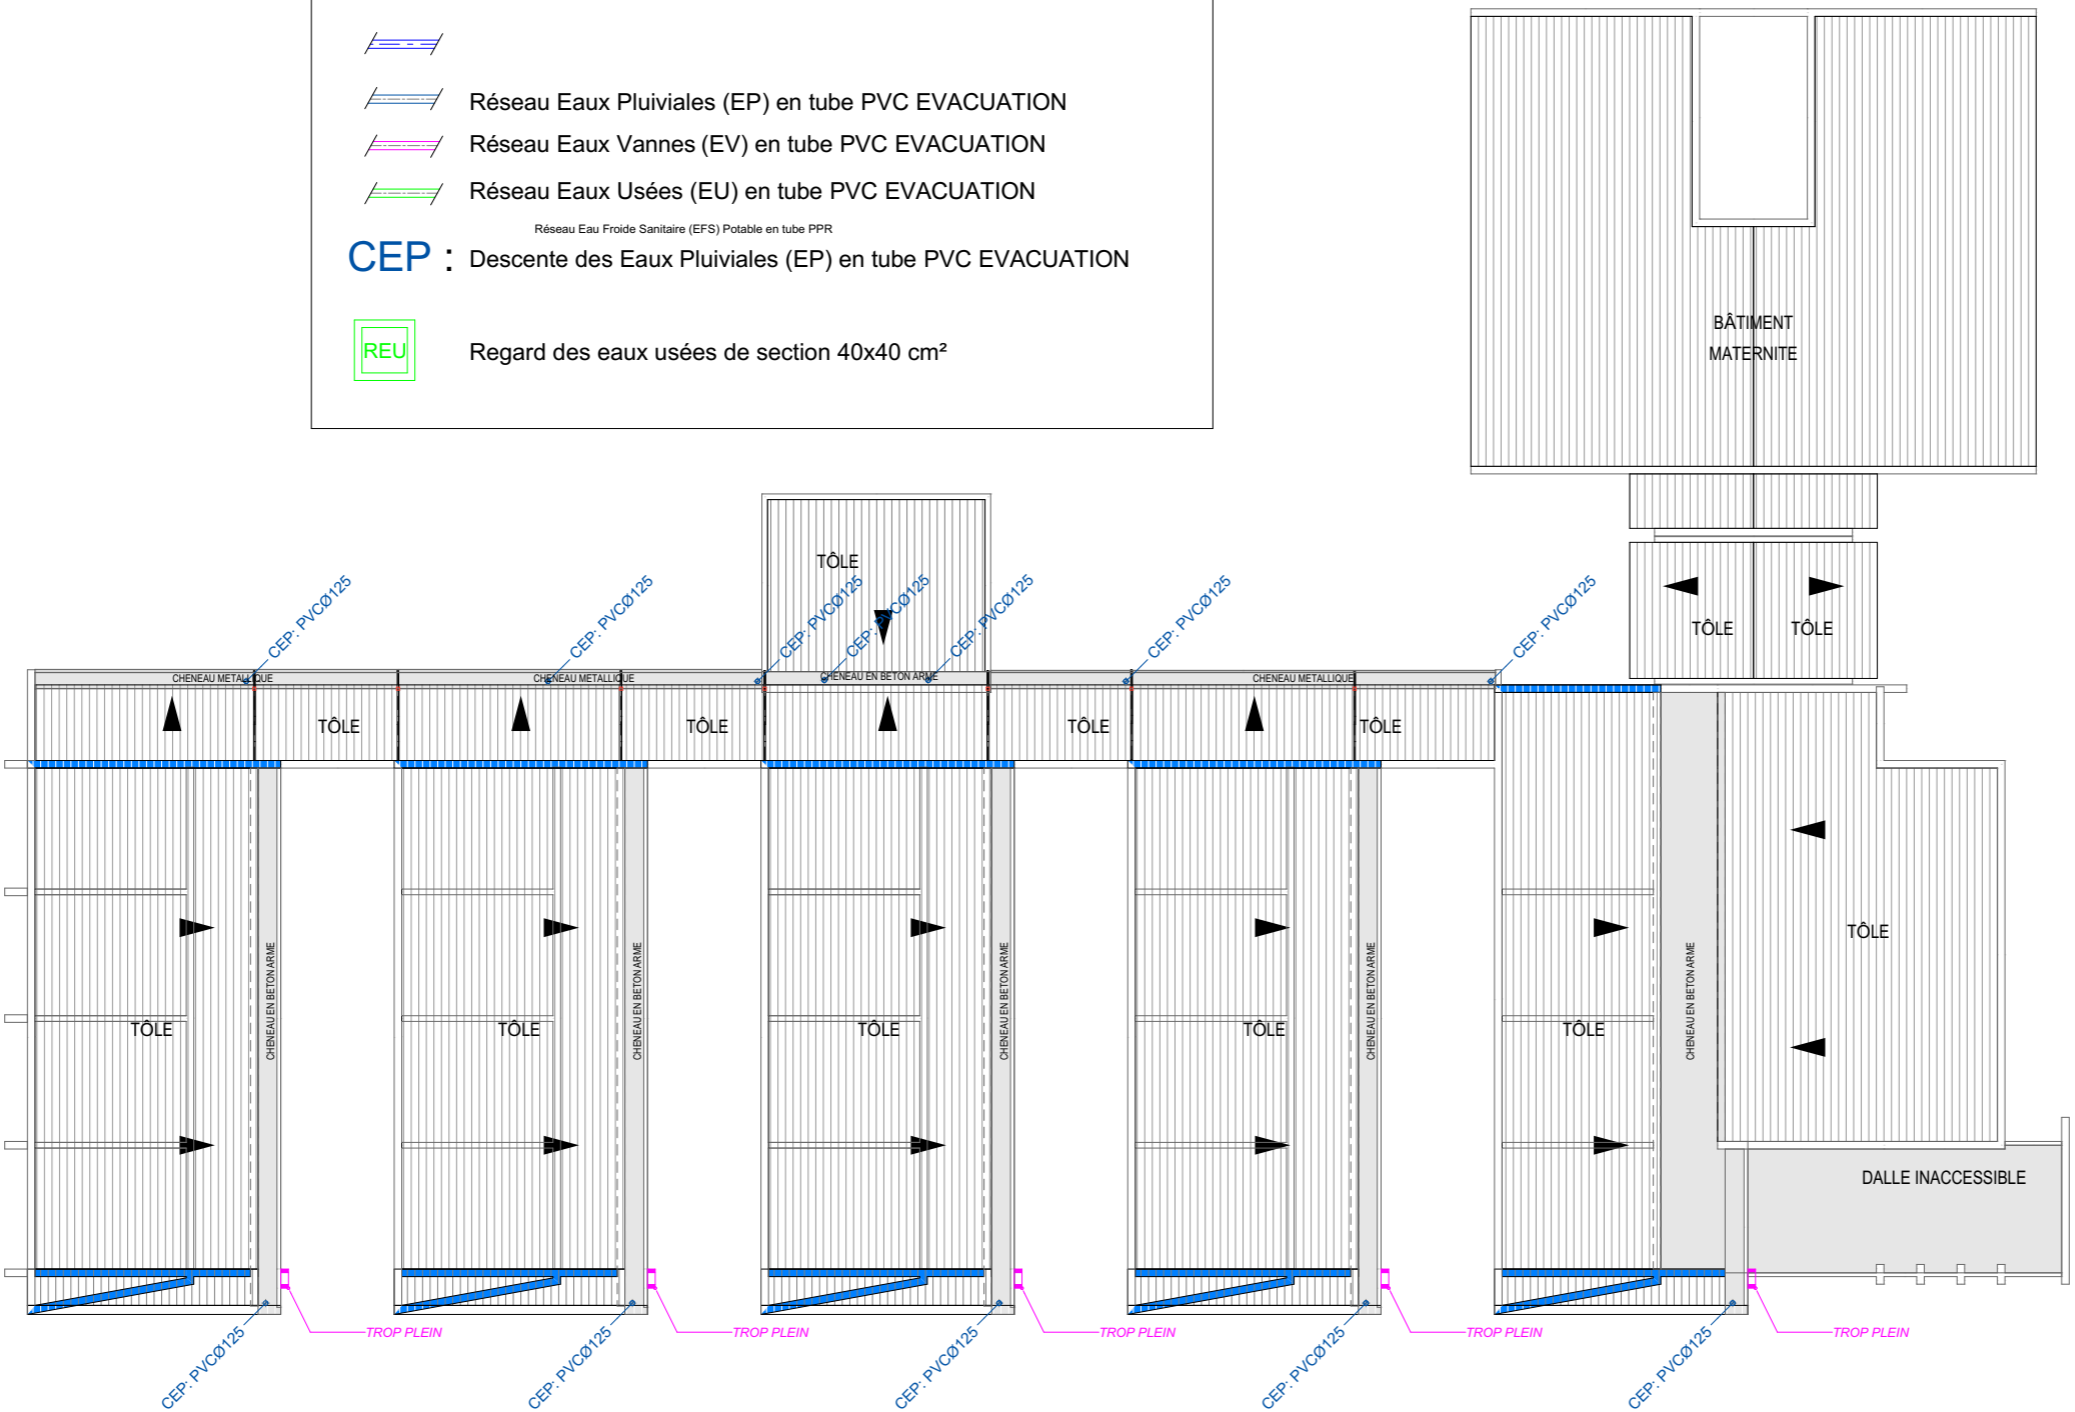 Réseau Eaux Pluiviales (EP) en tube PVC EVACUATION
Réseau Eaux Vannes (EV) en tube PVC EVACUATION
Réseau Eaux Usées (EU) en tube PVC EVACUATION
Réseau Eau Froide Sanitaire (EFS) Potable en tube PPR
CEP : Descente des Eaux Pluiviales (EP) en tube PVC EVACUATION
REU Regard des eaux usées de section 40x40 cm²
BÂTIMENT
MATERNITE
TÔLE
CEP: PVCØ125
CEP: PVCØ125
CEP: PVCØ125
CEP: PVCØ125
CEP: PVCØ125
CEP: PVCØ125
CEP: PVCØ125
TÔLE
TÔLE
CHENEAU METALLIQUE
CHENEAU METALLIQUE
CHENEAU EN BETON ARME
CHENEAU METALLIQUE
TÔLE
TÔLE
TÔLE
TÔLE
CHENEAU EN BETON ARME
CHENEAU EN BETON ARME
CHENEAU EN BETON ARME
CHENEAU EN BETON ARME
CHENEAU EN BETON ARME
TÔLE
TÔLE
TÔLE
TÔLE
TÔLE
TÔLE
DALLE INACCESSIBLE
TROP PLEIN
TROP PLEIN
TROP PLEIN
TROP PLEIN
TROP PLEIN
CEP: PVCØ125
CEP: PVCØ125
CEP: PVCØ125
CEP: PVCØ125
CEP: PVCØ125